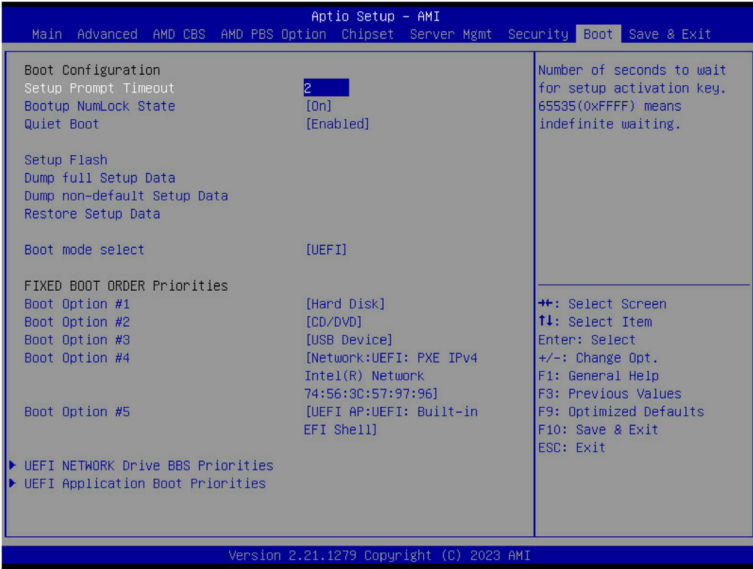 Aptio Setup – AMI
Main Advanced AMD CBS AMD PBS Option Chipset Server Mgmt Security Boot Save & Exit
Boot Configuration
Setup Prompt Timeout 2
Bootup NumLock State [On]
Quiet Boot [Enabled]
Setup Flash
Dump full Setup Data
Dump non-default Setup Data
Restore Setup Data
Boot mode select [UEFI]
FIXED BOOT ORDER Priorities
Boot Option #1 [Hard Disk]
Boot Option #2 [CD/DVD]
Boot Option #3 [USB Device]
Boot Option #4 [Network:UEFI: PXE IPv4
Intel(R) Network
74:56:3C:57:97:96]
Boot Option #5 [UEFI AP:UEFI: Built-in
EFI Shell]
UEFI NETWORK Drive BBS Priorities
UEFI Application Boot Priorities
Number of seconds to wait
for setup activation key.
65535(0xFFFF) means
indefinite waiting.
→←: Select Screen
↑↓: Select Item
Enter: Select
+/-: Change Opt.
F1: General Help
F3: Previous Values
F9: Optimized Defaults
F10: Save & Exit
ESC: Exit
Version 2.21.1279 Copyright (C) 2023 AMI